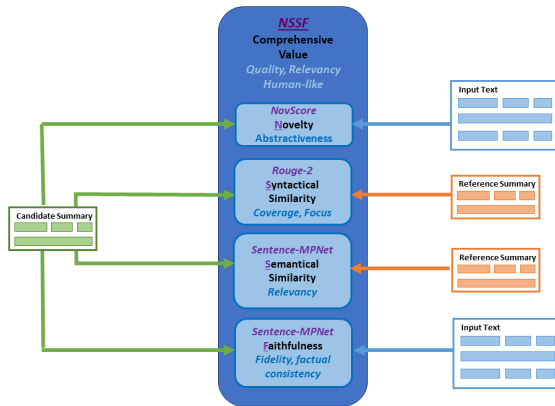 NSSF
Comprehensive
Value
Quality, Relevancy
Human-like
NovScore
Novelty
Abstractiveness
Input Text
Rouge-2
Syntactical
Similarity
Coverage, Focus
Reference Summary
Candidate Summary
Sentence-MPNet
Semantical
Similarity
Relevancy
Reference Summary
Sentence-MPNet
Faithfulness
Fidelity, factual
consistency
Input Text